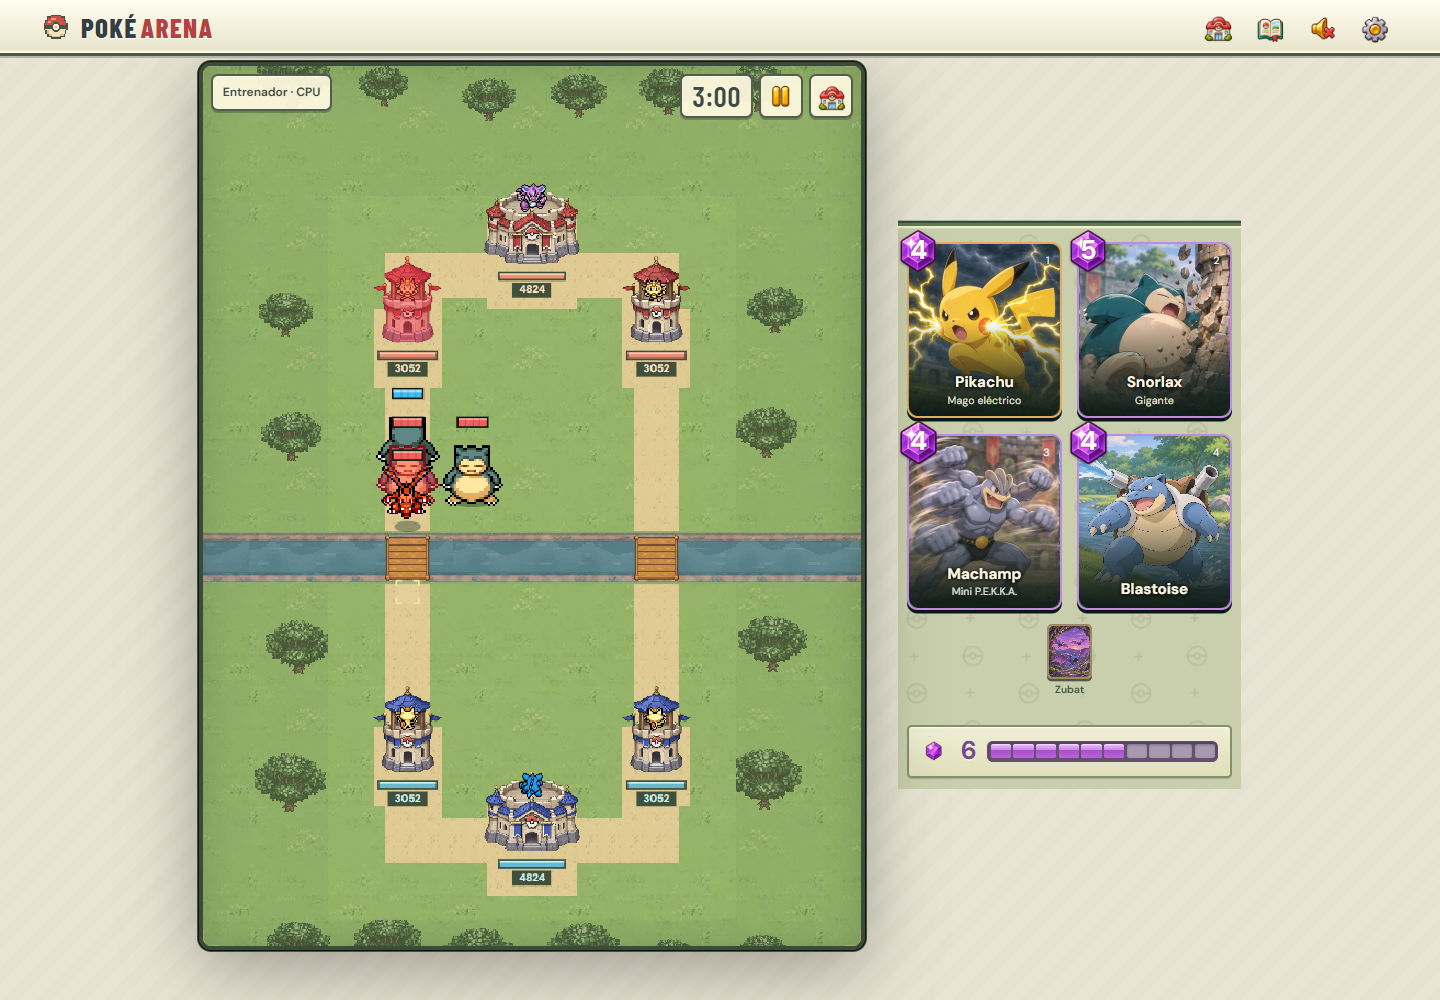 POKÉ ARENA
Entrenador · CPU
3:00
4824
3052
3052
3052
3052
4824
4
1
Pikachu
Mago eléctrico
5
2
Snorlax
Gigante
4
3
Machamp
Mini P.E.K.K.A.
4
4
Blastoise
Zubat
6